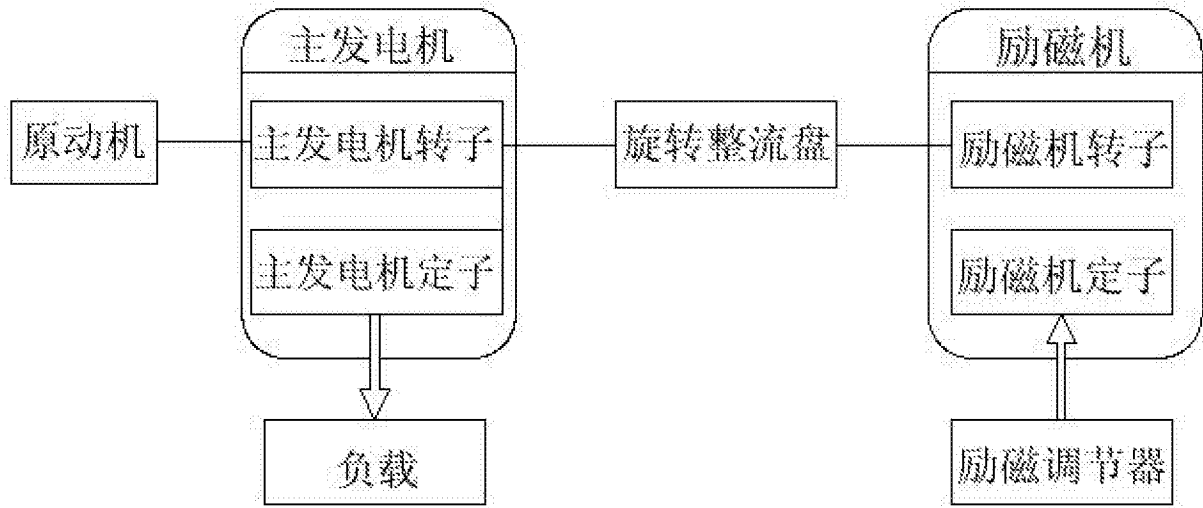 主发电机
励磁机
原动机
主发电机转子
旋转整流盘
励磁机转子
主发电机定子
励磁机定子
负载
励磁调节器